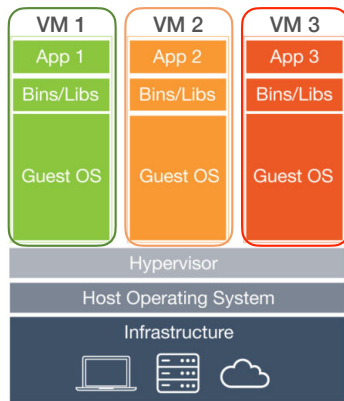 VM 1 VM 2 VM 3
App 1 App 2 App 3
Bins/Libs Bins/Libs Bins/Libs
Guest OS Guest OS Guest OS
Hypervisor
Host Operating System
Infrastructure